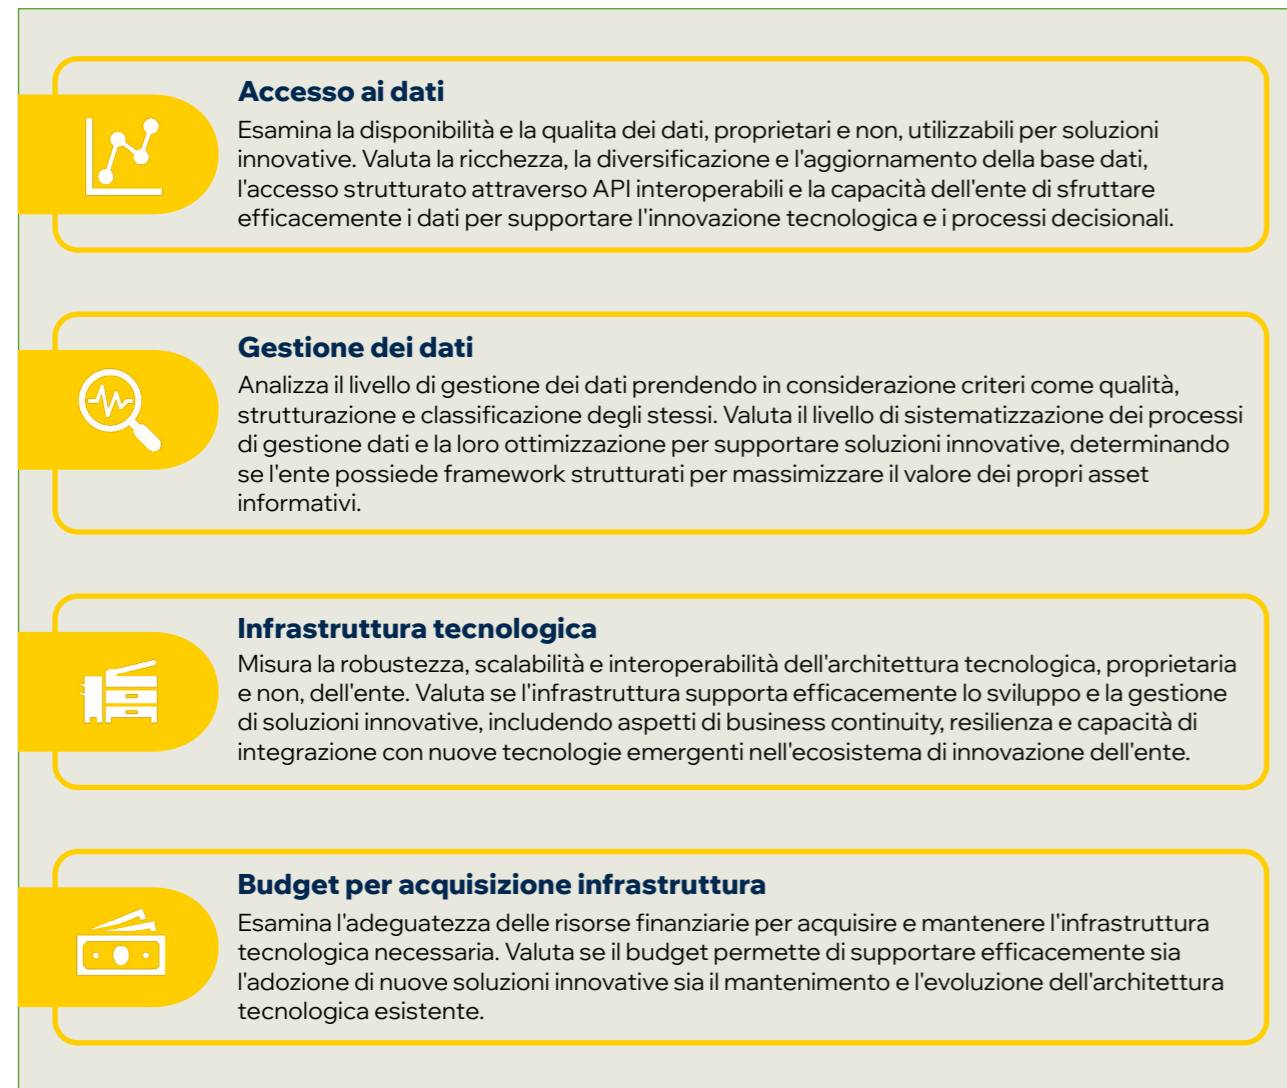 Accesso ai dati
Esamina la disponibilità e la qualita dei dati, proprietari e non, utilizzabili per soluzioni
innovative. Valuta la ricchezza, la diversificazione e l'aggiornamento della base dati,
l'accesso strutturato attraverso API interoperabili e la capacità dell'ente di sfruttare
efficacemente i dati per supportare l'innovazione tecnologica e i processi decisionali.
Gestione dei dati
Analizza il livello di gestione dei dati prendendo in considerazione criteri come qualità,
strutturazione e classificazione degli stessi. Valuta il livello di sistematizzazione dei processi
di gestione dati e la loro ottimizzazione per supportare soluzioni innovative, determinando
se l'ente possiede framework strutturati per massimizzare il valore dei propri asset
informativi.
Infrastruttura tecnologica
Misura la robustezza, scalabilità e interoperabilità dell'architettura tecnologica, proprietaria
e non, dell'ente. Valuta se l'infrastruttura supporta efficacemente lo sviluppo e la gestione
di soluzioni innovative, includendo aspetti di business continuity, resilienza e capacità di
integrazione con nuove tecnologie emergenti nell'ecosistema di innovazione dell'ente.
Budget per acquisizione infrastruttura
Esamina l'adeguatezza delle risorse finanziarie per acquisire e mantenere l'infrastruttura
tecnologica necessaria. Valuta se il budget permette di supportare efficacemente sia
l'adozione di nuove soluzioni innovative sia il mantenimento e l'evoluzione dell'architettura
tecnologica esistente.